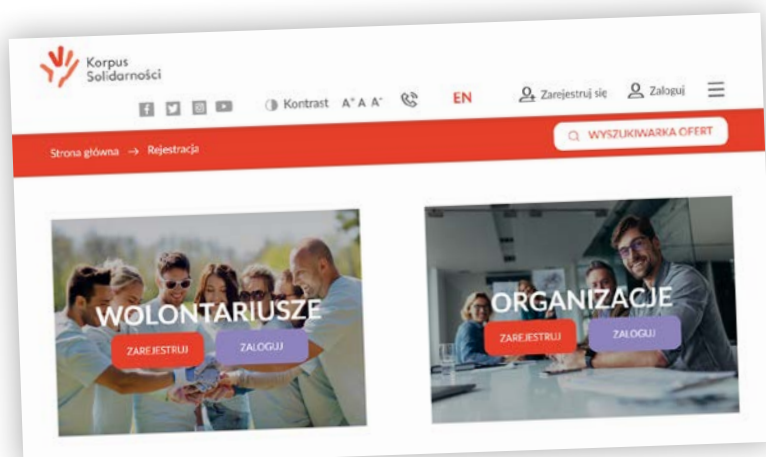 Korpus
Solidarności
Kontrast A+ A A- EN Zarejestruj się Zaloguj
Strona główna → Rejestracja WYSZUKIWARKA OFERT
WOLONTARIUSZE
ZAREJESTRUJ ZALOGUJ
ORGANIZACJE
ZAREJESTRUJ ZALOGUJ